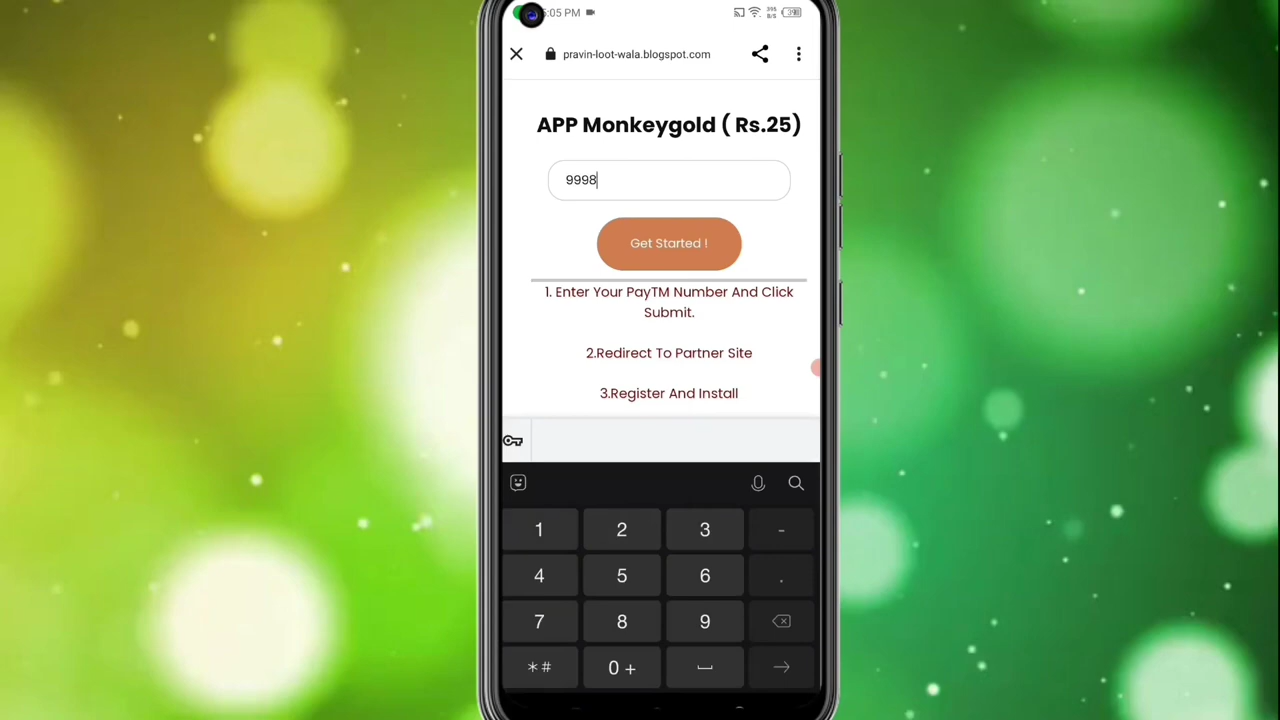 5:05 PM 395 B/S 398
pravin-loot-wala.blogspot.com
APP Monkeygold ( Rs.25)
9998
Get Started !
1. Enter Your PayTM Number And Click
Submit.
2.Redirect To Partner Site
3.Register And Install
1 2 3 -
4 5 6 .
7 8 9
*# 0 +